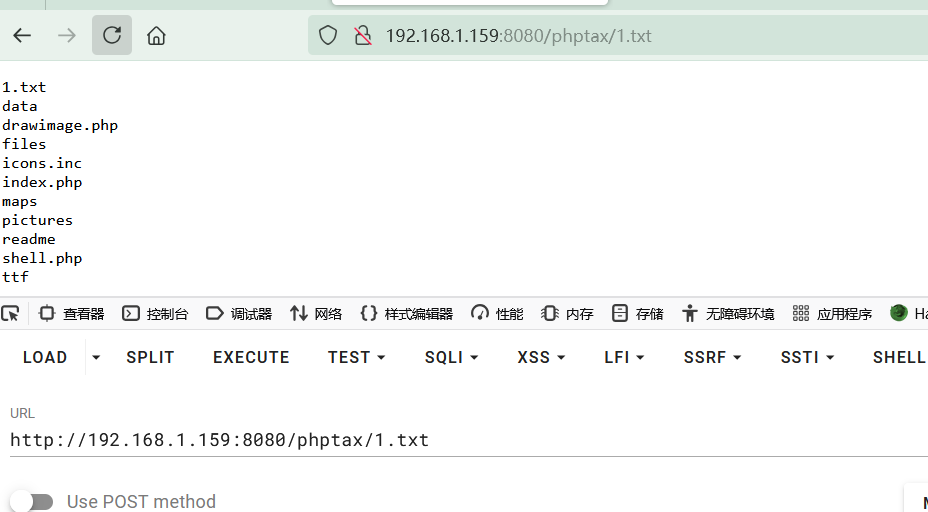 192.168.1.159:8080/phptax/1.txt
1.txt
data
drawimage.php
files
icons.inc
index.php
maps
pictures
readme
shell.php
ttf
查看器 控制台 调试器 网络 样式编辑器 性能 内存 存储 无障碍环境 应用程序 Ha
LOAD SPLIT EXECUTE TEST SQLI XSS LFI SSRF SSTI SHELL
URL
http://192.168.1.159:8080/phptax/1.txt
Use POST method